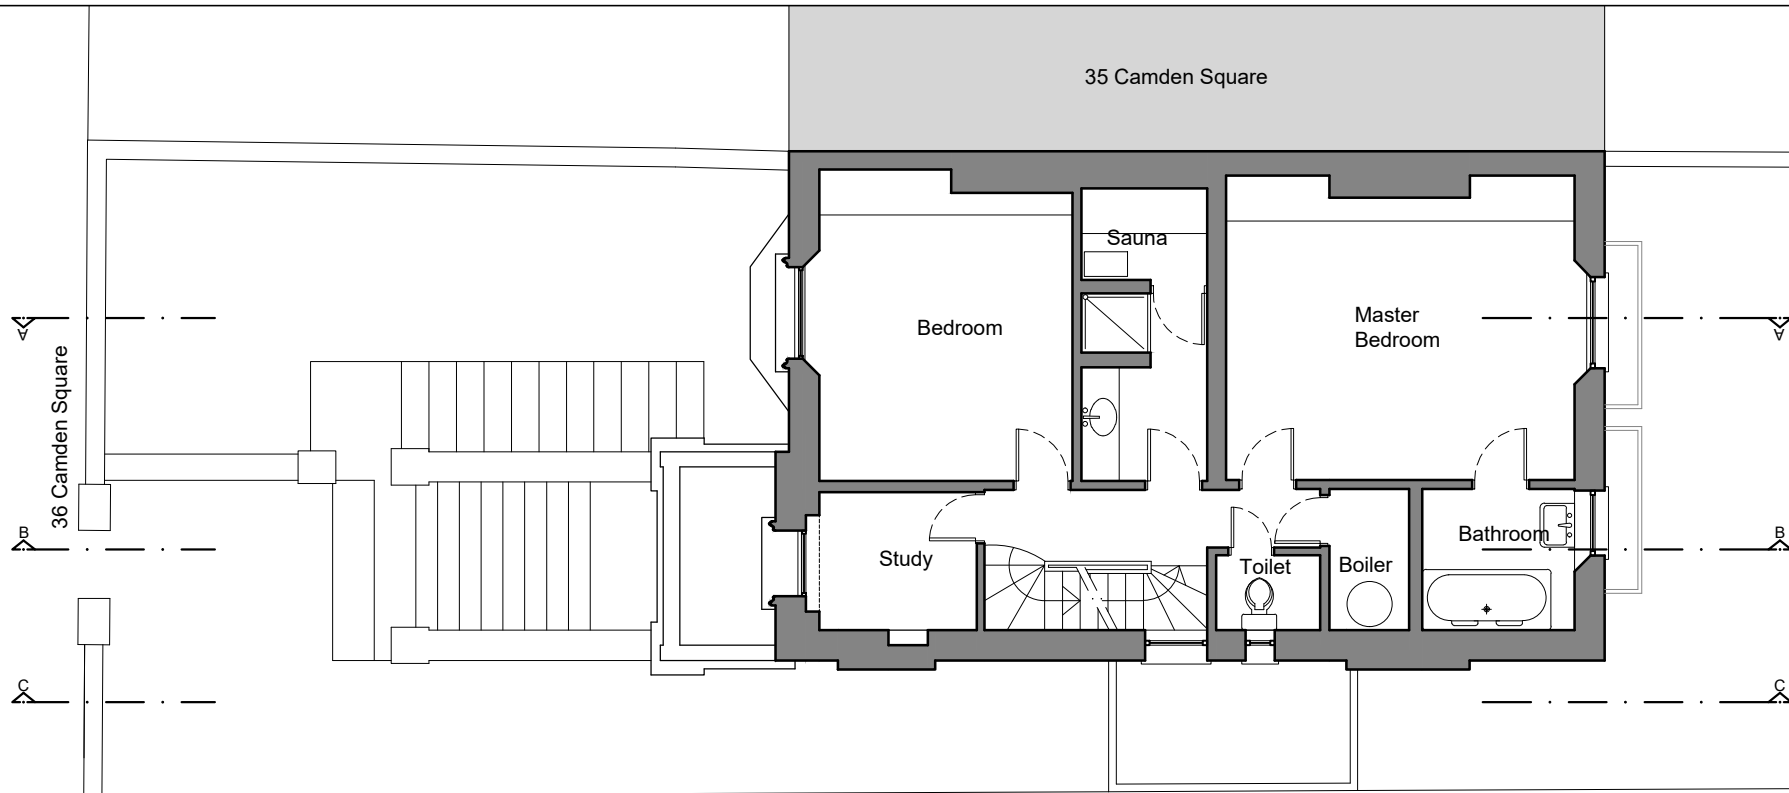 35 Camden Square
Sauna
Bedroom
Master
Bedroom
A
A
36 Camden Square
B
B
Study
Toilet
Boiler
Bathroom
C
C